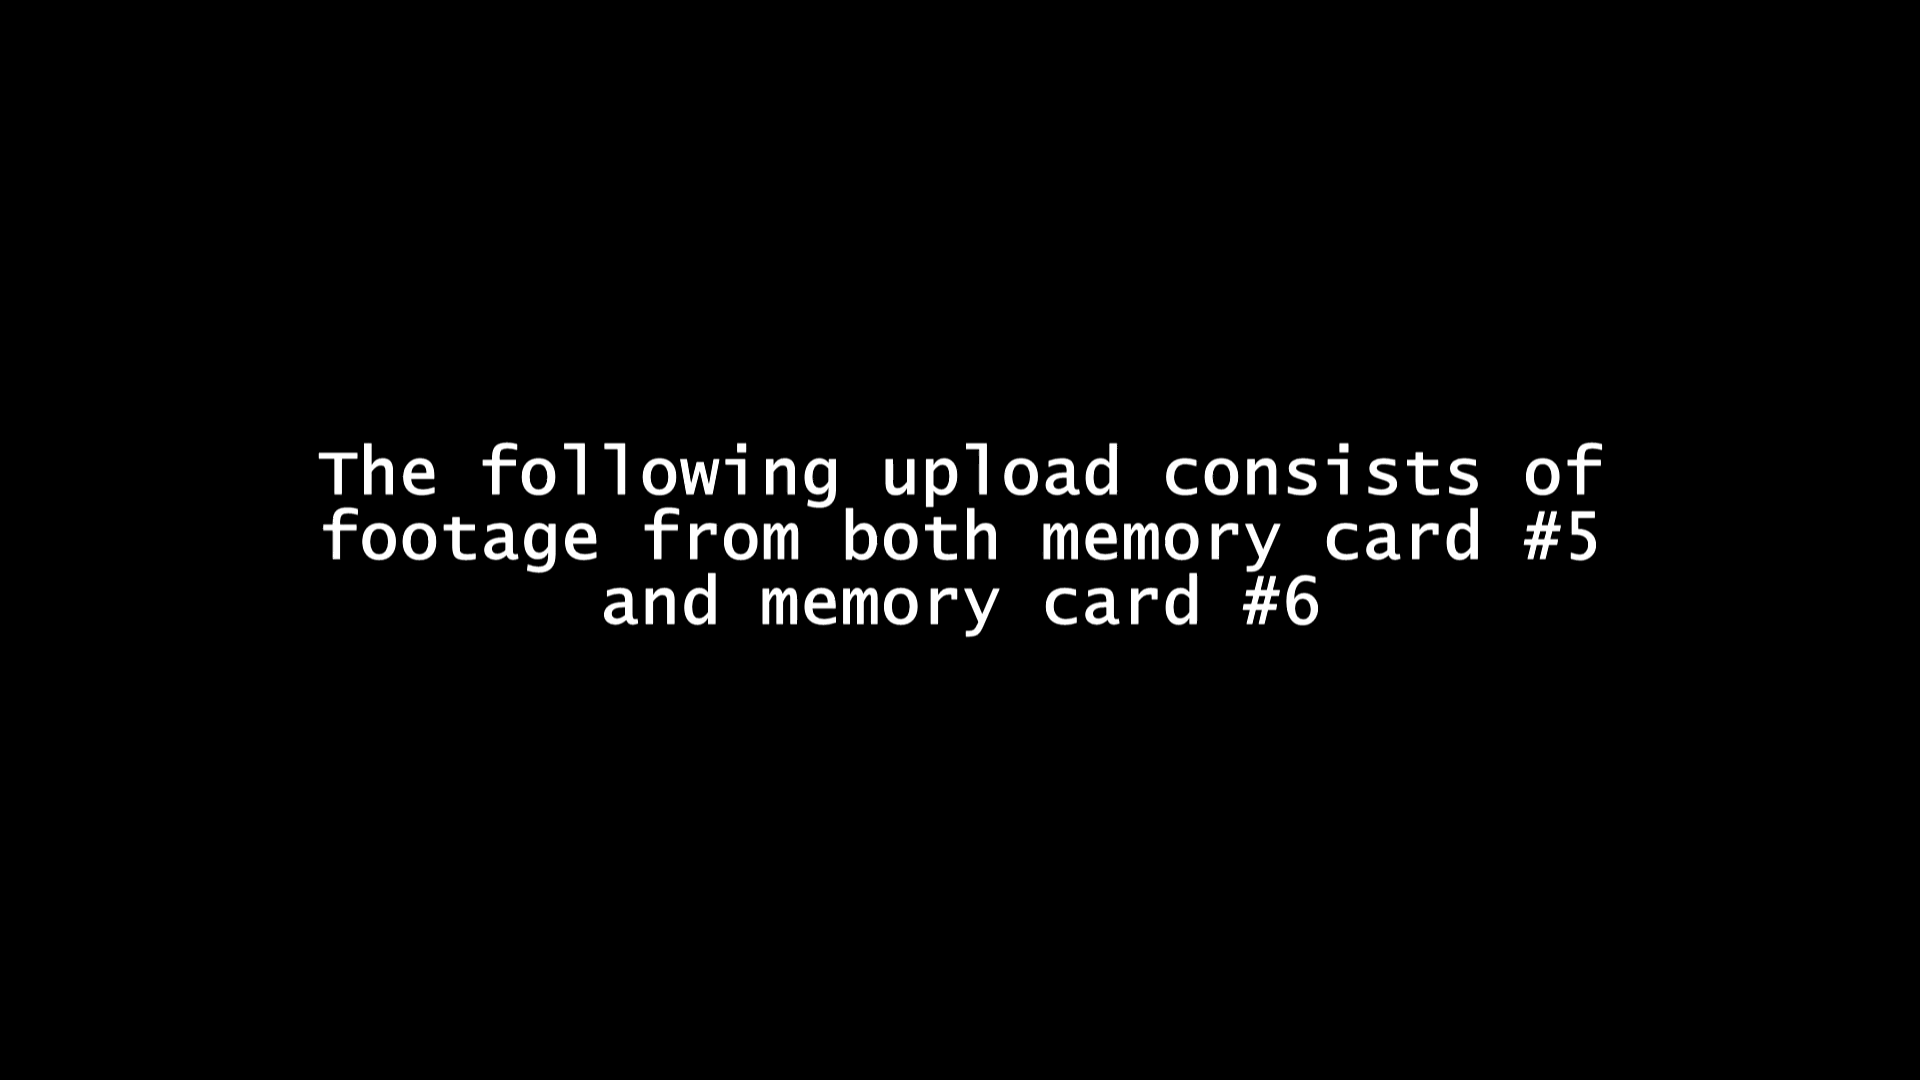 The following upload consists of
footage from both memory card #5
and memory card #6